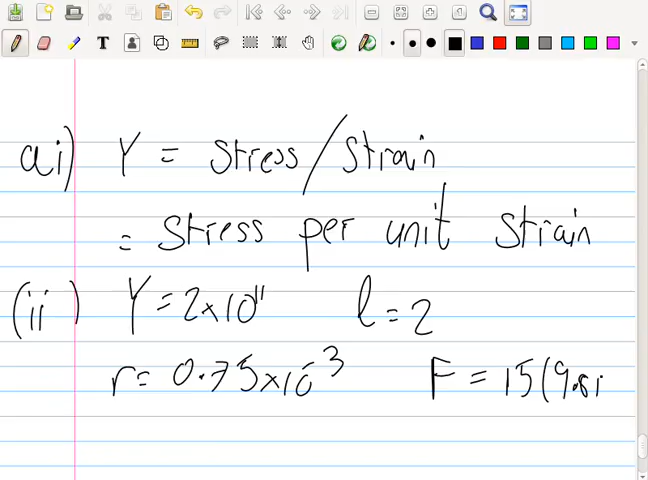 ai) Y = Stress/Strain
= Stress per unit Strain
(ii) Y = 2×10¹¹ l = 2
r = 0.75×10⁻³ F = 15(9.81